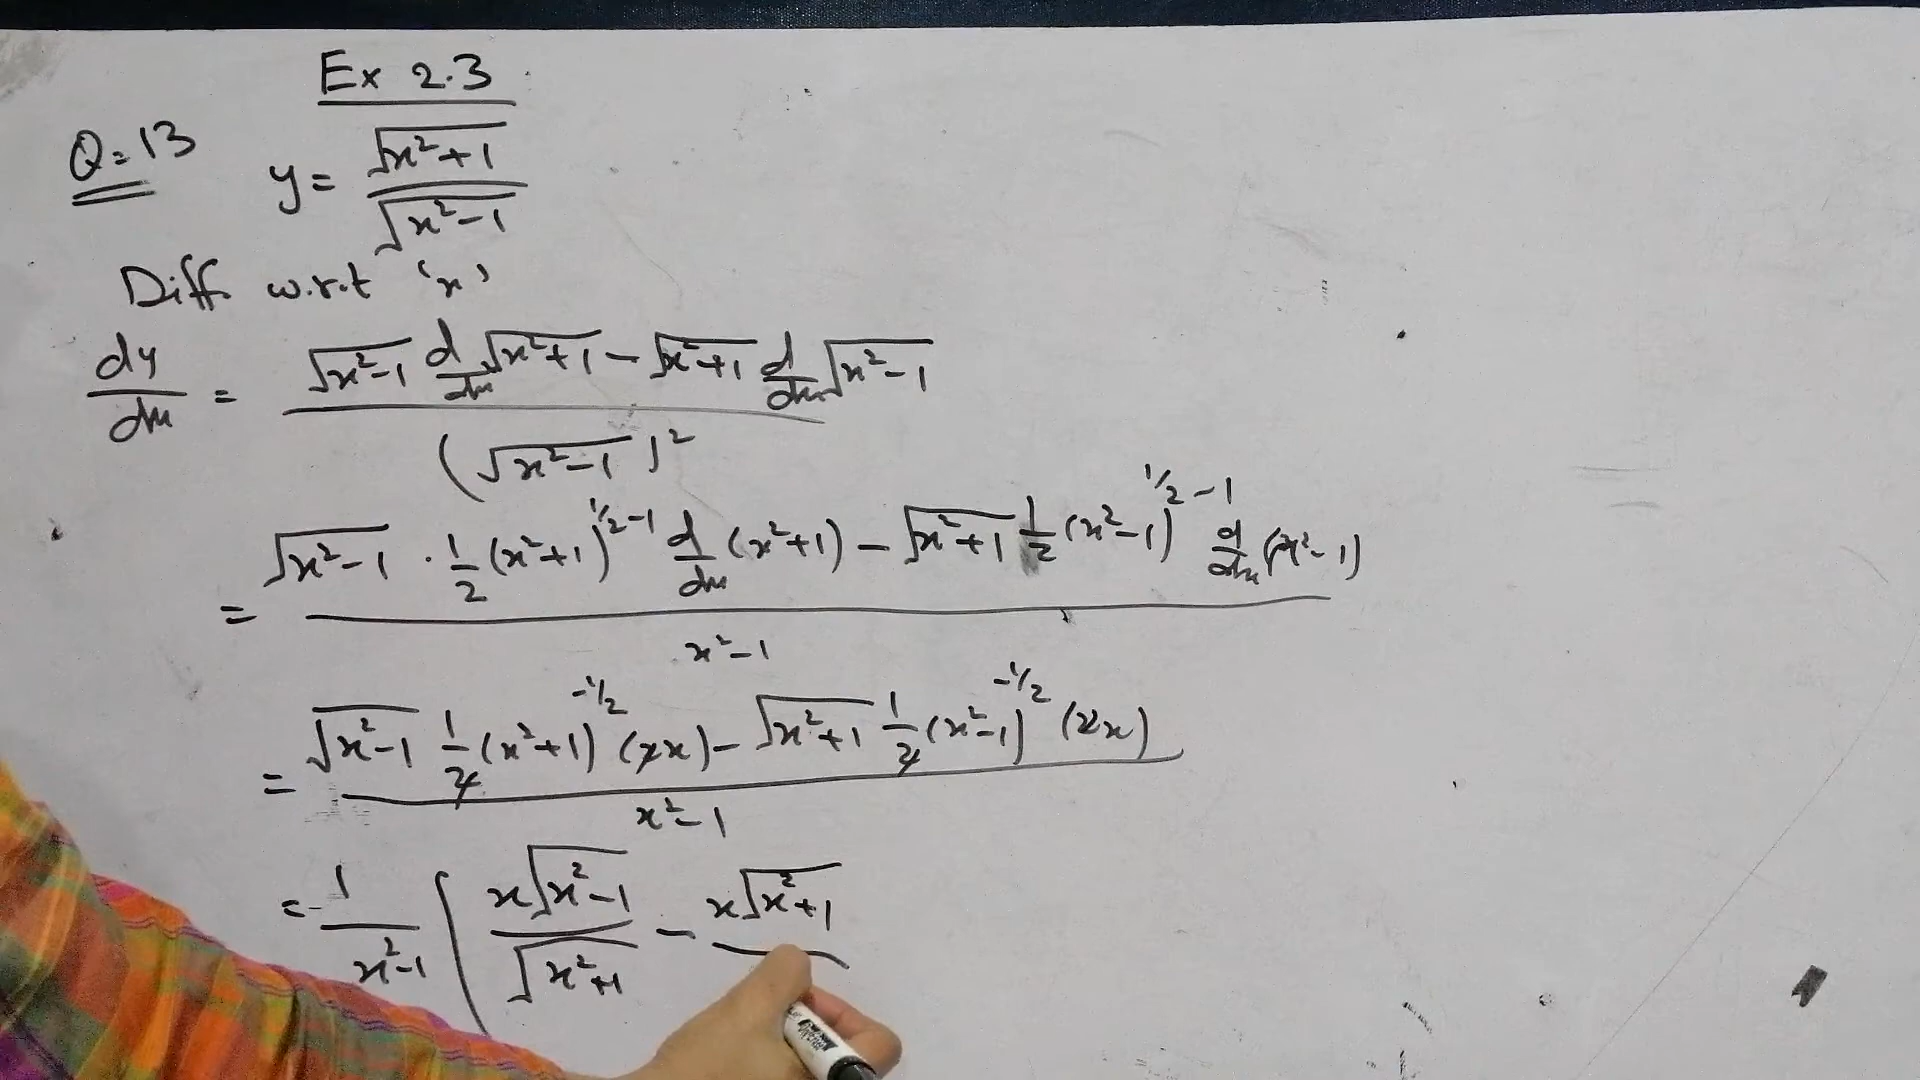 Ex 2.3
Q=13 y = √(x²+1) / √(x²-1)
Diff. w.r.t 'x'
dy/dx = (√(x²-1) d/dx √(x²+1) - √(x²+1) d/dx √(x²-1)) / (√(x²-1))²
= (√(x²-1) · 1/2 (x²+1)^(1/2-1) d/dx (x²+1) - √(x²+1) 1/2 (x²-1)^(1/2-1) d/dx (x²-1)) / (x²-1)
= (√(x²-1) 1/2 (x²+1)^(-1/2) (2x) - √(x²+1) 1/2 (x²-1)^(-1/2) (2x)) / (x²-1)
= 1/(x²-1) ( x√(x²-1) / √(x²+1) - x√(x²+1) /